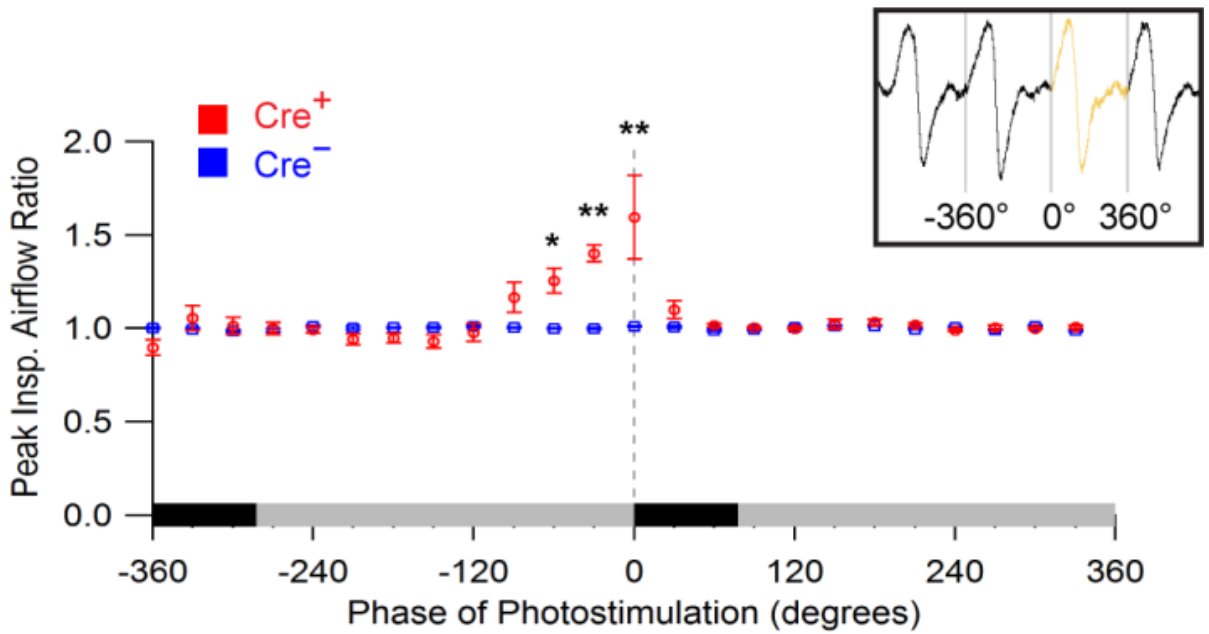 Cre+
Cre−
-360° 0° 360°
**
**
*
2.0
1.5
1.0
0.5
0.0
Peak Insp. Airflow Ratio
-360 -240 -120 0 120 240 360
Phase of Photostimulation (degrees)